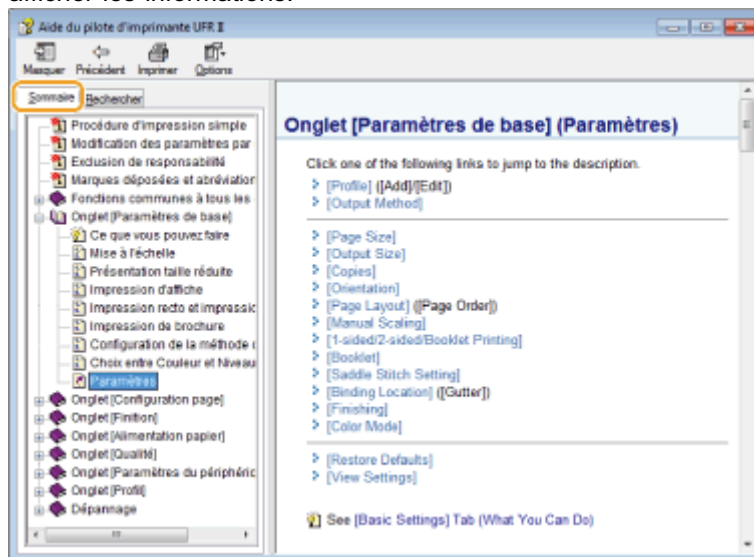 afficher les informations.
Aide du pilote d'imprimante UFR II
Masquer Précédent Imprimer Options
Sommaire Rechercher
Procédure d'impression simple
Modification des paramètres par
Exclusion de responsabilité
Marques déposées et abréviation
Fonctions communes à tous les
Onglet [Paramètres de base]
Ce que vous pouvez faire
Mise à l'échelle
Présentation taille réduite
Impression d'affiche
Impression recto et impressic
Impression de brochure
Configuration de la méthode
Choix entre Couleur et Niveau
Paramètres
Onglet [Configuration page]
Onglet [Finition]
Onglet [Alimentation papier]
Onglet [Qualité]
Onglet [Paramètres du périphéric
Onglet [Profil]
Dépannage
Onglet [Paramètres de base] (Paramètres)
Click one of the following links to jump to the description.
[Profile] ([Add]/[Edit])
[Output Method]
[Page Size]
[Output Size]
[Copies]
[Orientation]
[Page Layout] ([Page Order])
[Manual Scaling]
[1-sided/2-sided/Booklet Printing]
[Booklet]
[Saddle Stitch Setting]
[Binding Location] ([Gutter])
[Finishing]
[Color Mode]
[Restore Defaults]
[View Settings]
See [Basic Settings] Tab (What You Can Do)